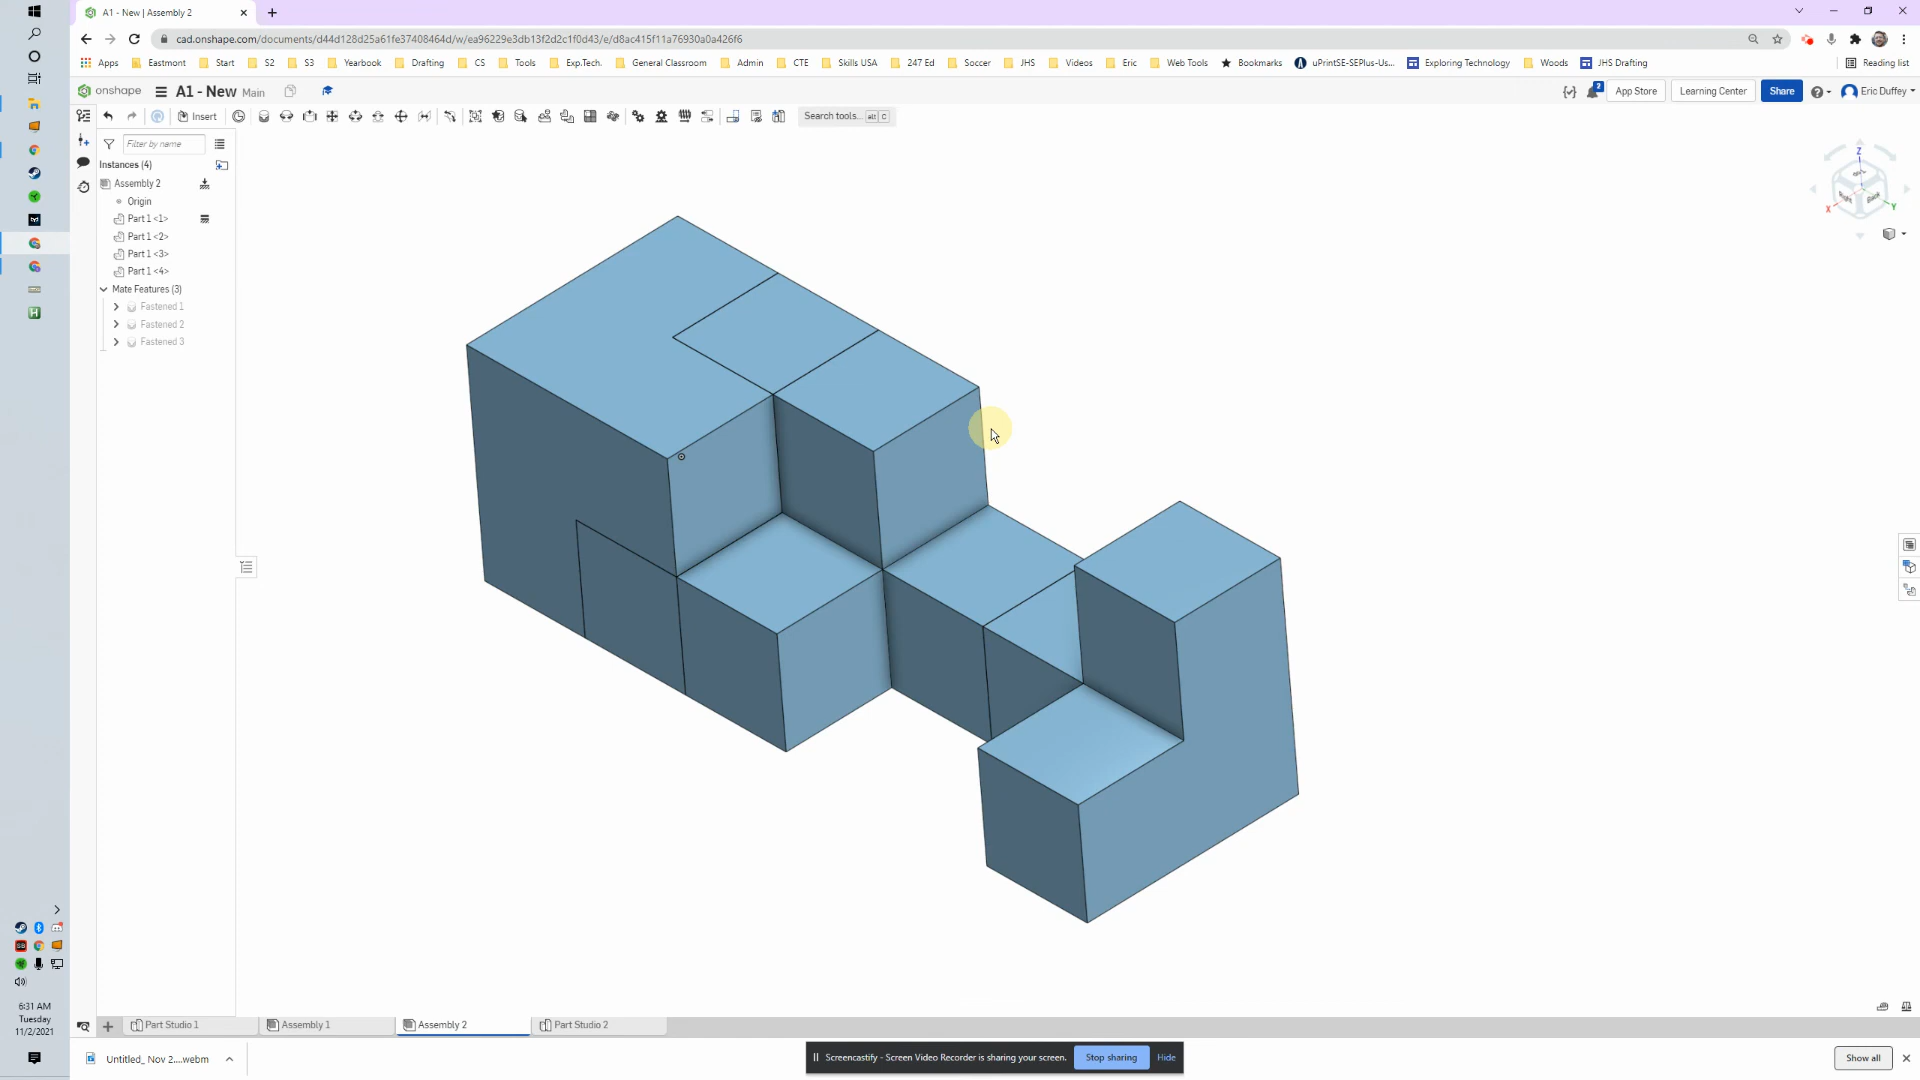 A1 - New | Assembly 2
cad.onshape.com/documents/d44d128d25a61fe37408464d/w/ea96229e3db13f2d2c1f0d43/e/d8ac415f11a76930a0a426f6
Apps Eastmont Start S2 S3 Yearbook Drafting CS Tools Exp.Tech. General Classroom Admin CTE Skills USA 247 Ed Soccer JHS Videos Eric Web Tools Bookmarks uPrintSE-SEPlus-Us... Exploring Technology Woods JHS Drafting Reading list
onshape A1 - New Main 2 App Store Learning Center Share Eric Duffey
Insert Search tools... alt C
Filter by name
Instances (4)
Assembly 2
Origin
Part 1 <1>
Part 1 <2>
Part 1 <3>
Part 1 <4>
Mate Features (3)
Fastened 1
Fastened 2
Fastened 3
Z
Right Back
X Y
6:31 AM
Tuesday
11/2/2021
Part Studio 1 Assembly 1 Assembly 2 Part Studio 2
Untitled_ Nov 2....webm
Screencastify - Screen Video Recorder is sharing your screen. Stop sharing Hide
Show all